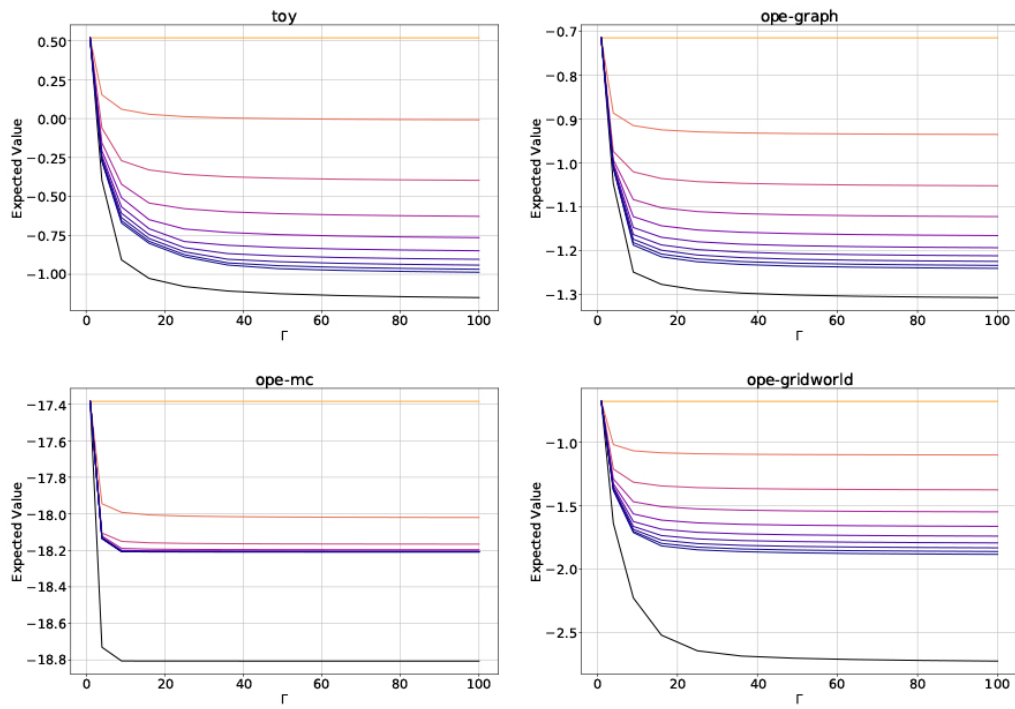 toy
Expected Value
0.50
0.25
0.00
−0.25
−0.50
−0.75
−1.00
0 20 40 60 80 100
Γ
ope-graph
Expected Value
−0.7
−0.8
−0.9
−1.0
−1.1
−1.2
−1.3
0 20 40 60 80 100
Γ
ope-mc
Expected Value
−17.4
−17.6
−17.8
−18.0
−18.2
−18.4
−18.6
−18.8
0 20 40 60 80 100
Γ
ope-gridworld
Expected Value
−1.0
−1.5
−2.0
−2.5
0 20 40 60 80 100
Γ